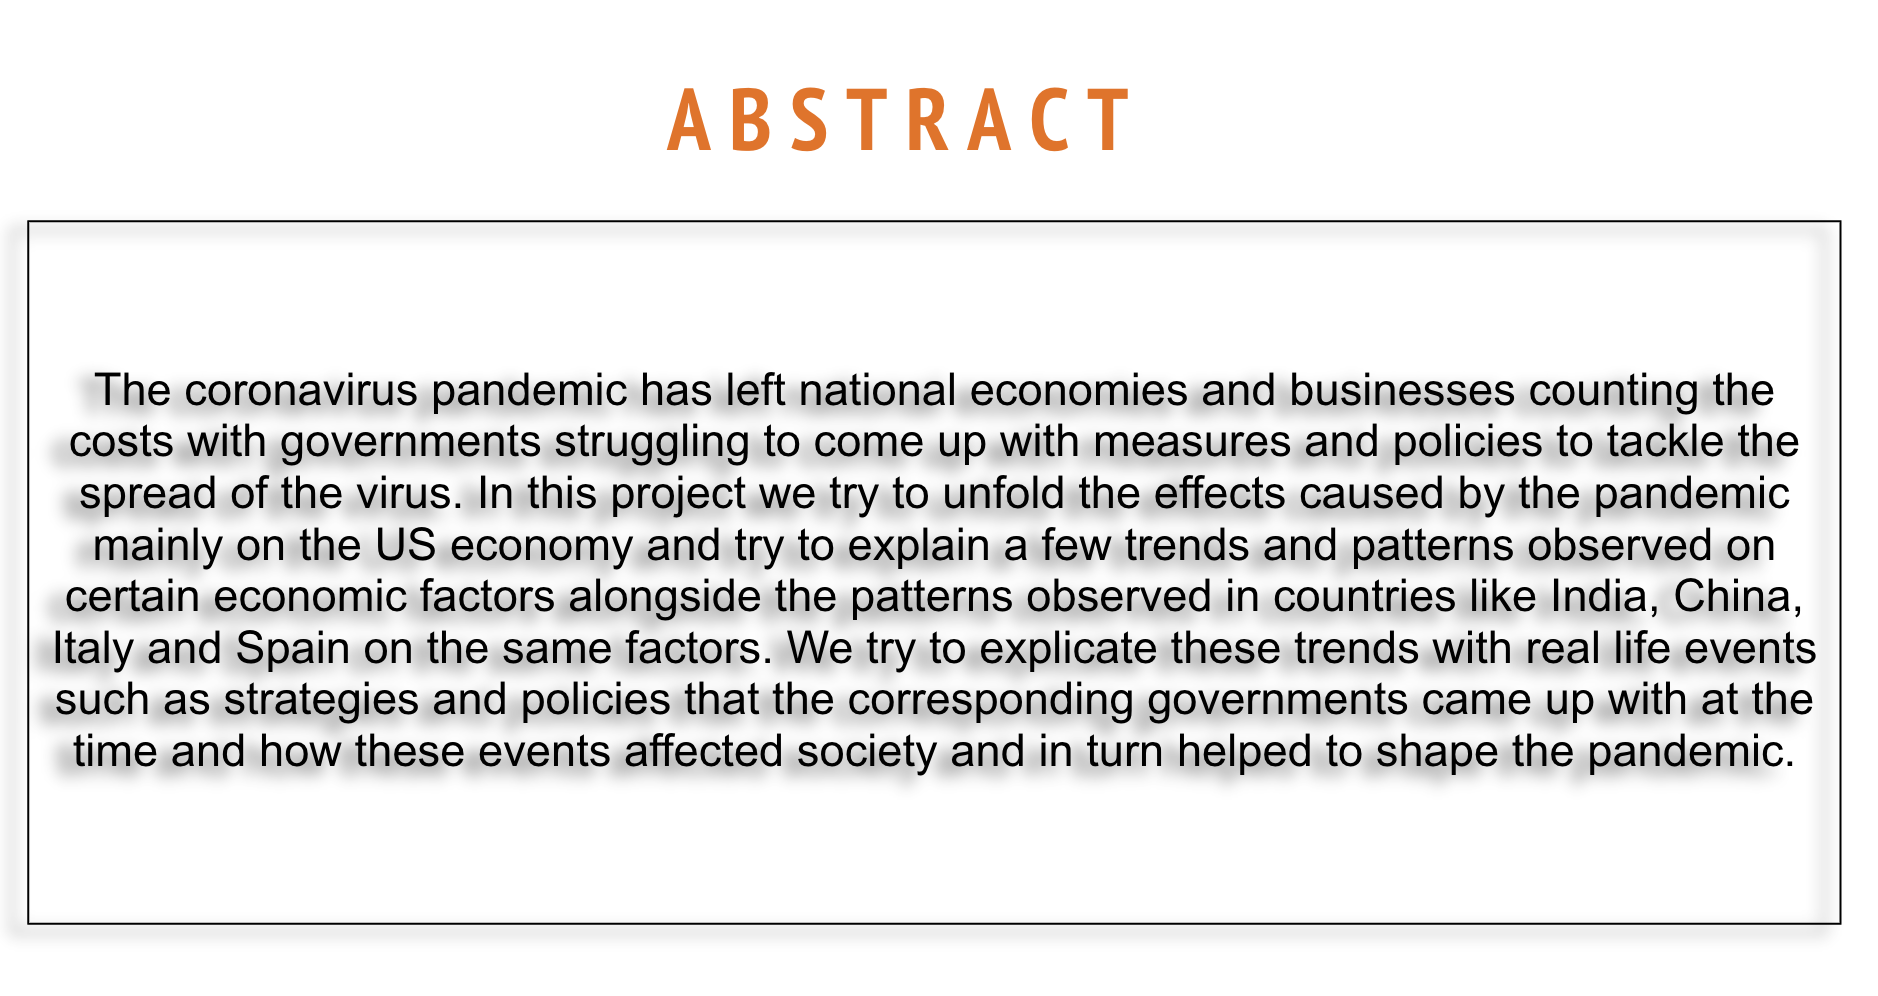 ABSTRACT
The coronavirus pandemic has left national economies and businesses counting the
costs with governments struggling to come up with measures and policies to tackle the
spread of the virus. In this project we try to unfold the effects caused by the pandemic
mainly on the US economy and try to explain a few trends and patterns observed on
certain economic factors alongside the patterns observed in countries like India, China,
Italy and Spain on the same factors. We try to explicate these trends with real life events
such as strategies and policies that the corresponding governments came up with at the
time and how these events affected society and in turn helped to shape the pandemic.